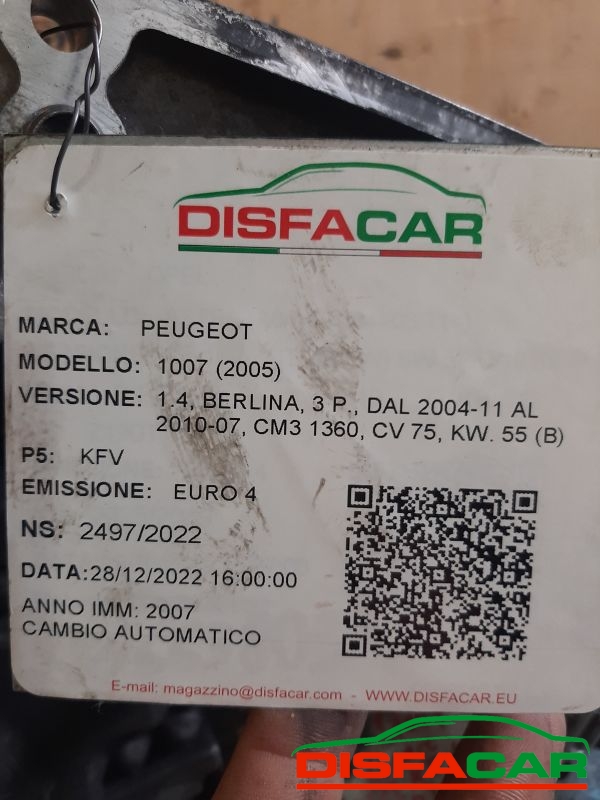 DISFACAR
MARCA: PEUGEOT
MODELLO: 1007 (2005)
VERSIONE: 1.4, BERLINA, 3 P., DAL 2004-11 AL
2010-07, CM3 1360, CV 75, KW. 55 (B)
P5: KFV
EMISSIONE: EURO 4
NS: 2497/2022
DATA:28/12/2022 16:00:00
ANNO IMM: 2007
CAMBIO AUTOMATICO
E-mail: magazzino@disfacar.com - WWW.DISFACAR.EU
DISFACAR